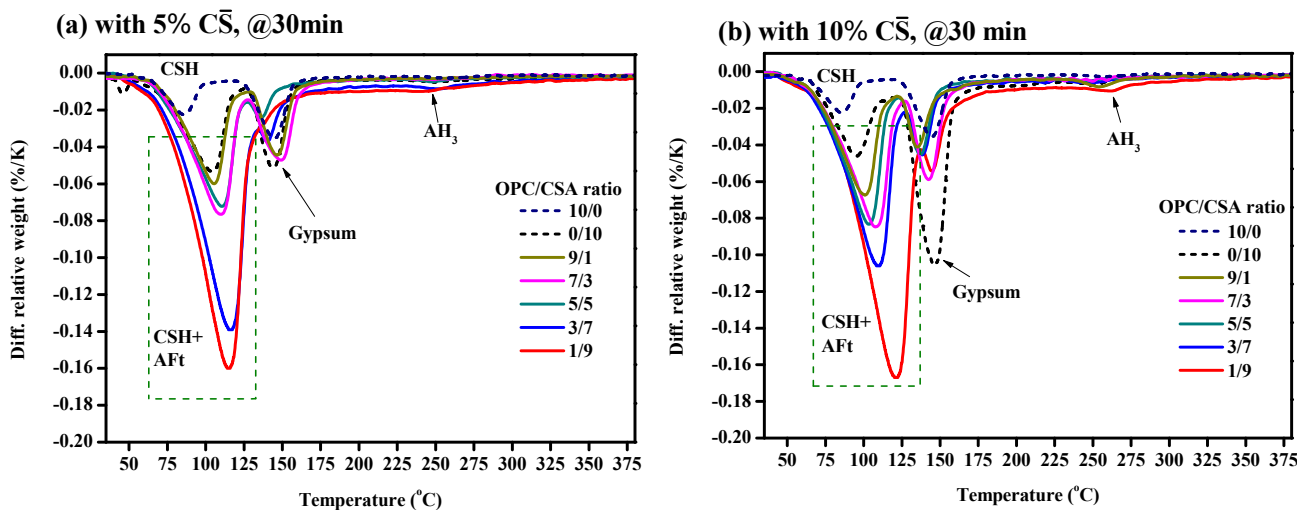 (a) with 5% CS̅, @30min
0.00
-0.02
-0.04
-0.06
-0.08
-0.10
-0.12
-0.14
-0.16
-0.18
-0.20
Diff. relative weight (%/K)
CSH
AH₃
Gypsum
CSH+
AFt
OPC/CSA ratio
10/0
0/10
9/1
7/3
5/5
3/7
1/9
50 75 100 125 150 175 200 225 250 275 300 325 350 375
Temperature (°C)
(b) with 10% CS̅, @30 min
0.00
-0.02
-0.04
-0.06
-0.08
-0.10
-0.12
-0.14
-0.16
-0.18
-0.20
Diff. relative weight (%/K)
CSH
AH₃
Gypsum
CSH+
AFt
OPC/CSA ratio
10/0
0/10
9/1
7/3
5/5
3/7
1/9
50 75 100 125 150 175 200 225 250 275 300 325 350 375
Temperature (°C)